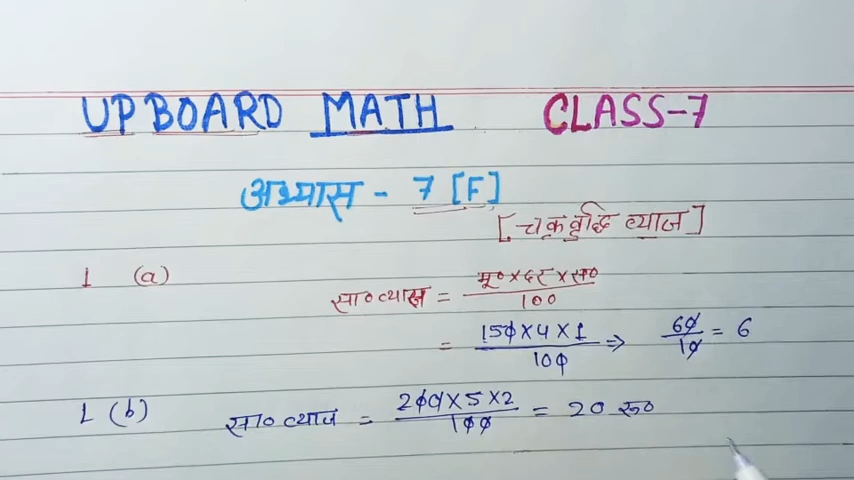 UP BOARD MATH CLASS-7
अभ्यास - 7 [F]
[चक्रवृद्धि ब्याज]
1 (a)
सा० ब्याज = मू० × दर × स० / 100
= 150 × 4 × 1 / 100 ⇒ 60 / 10 = 6
1 (b) सा० ब्याज = 200 × 5 × 2 / 100 = 20 रू०